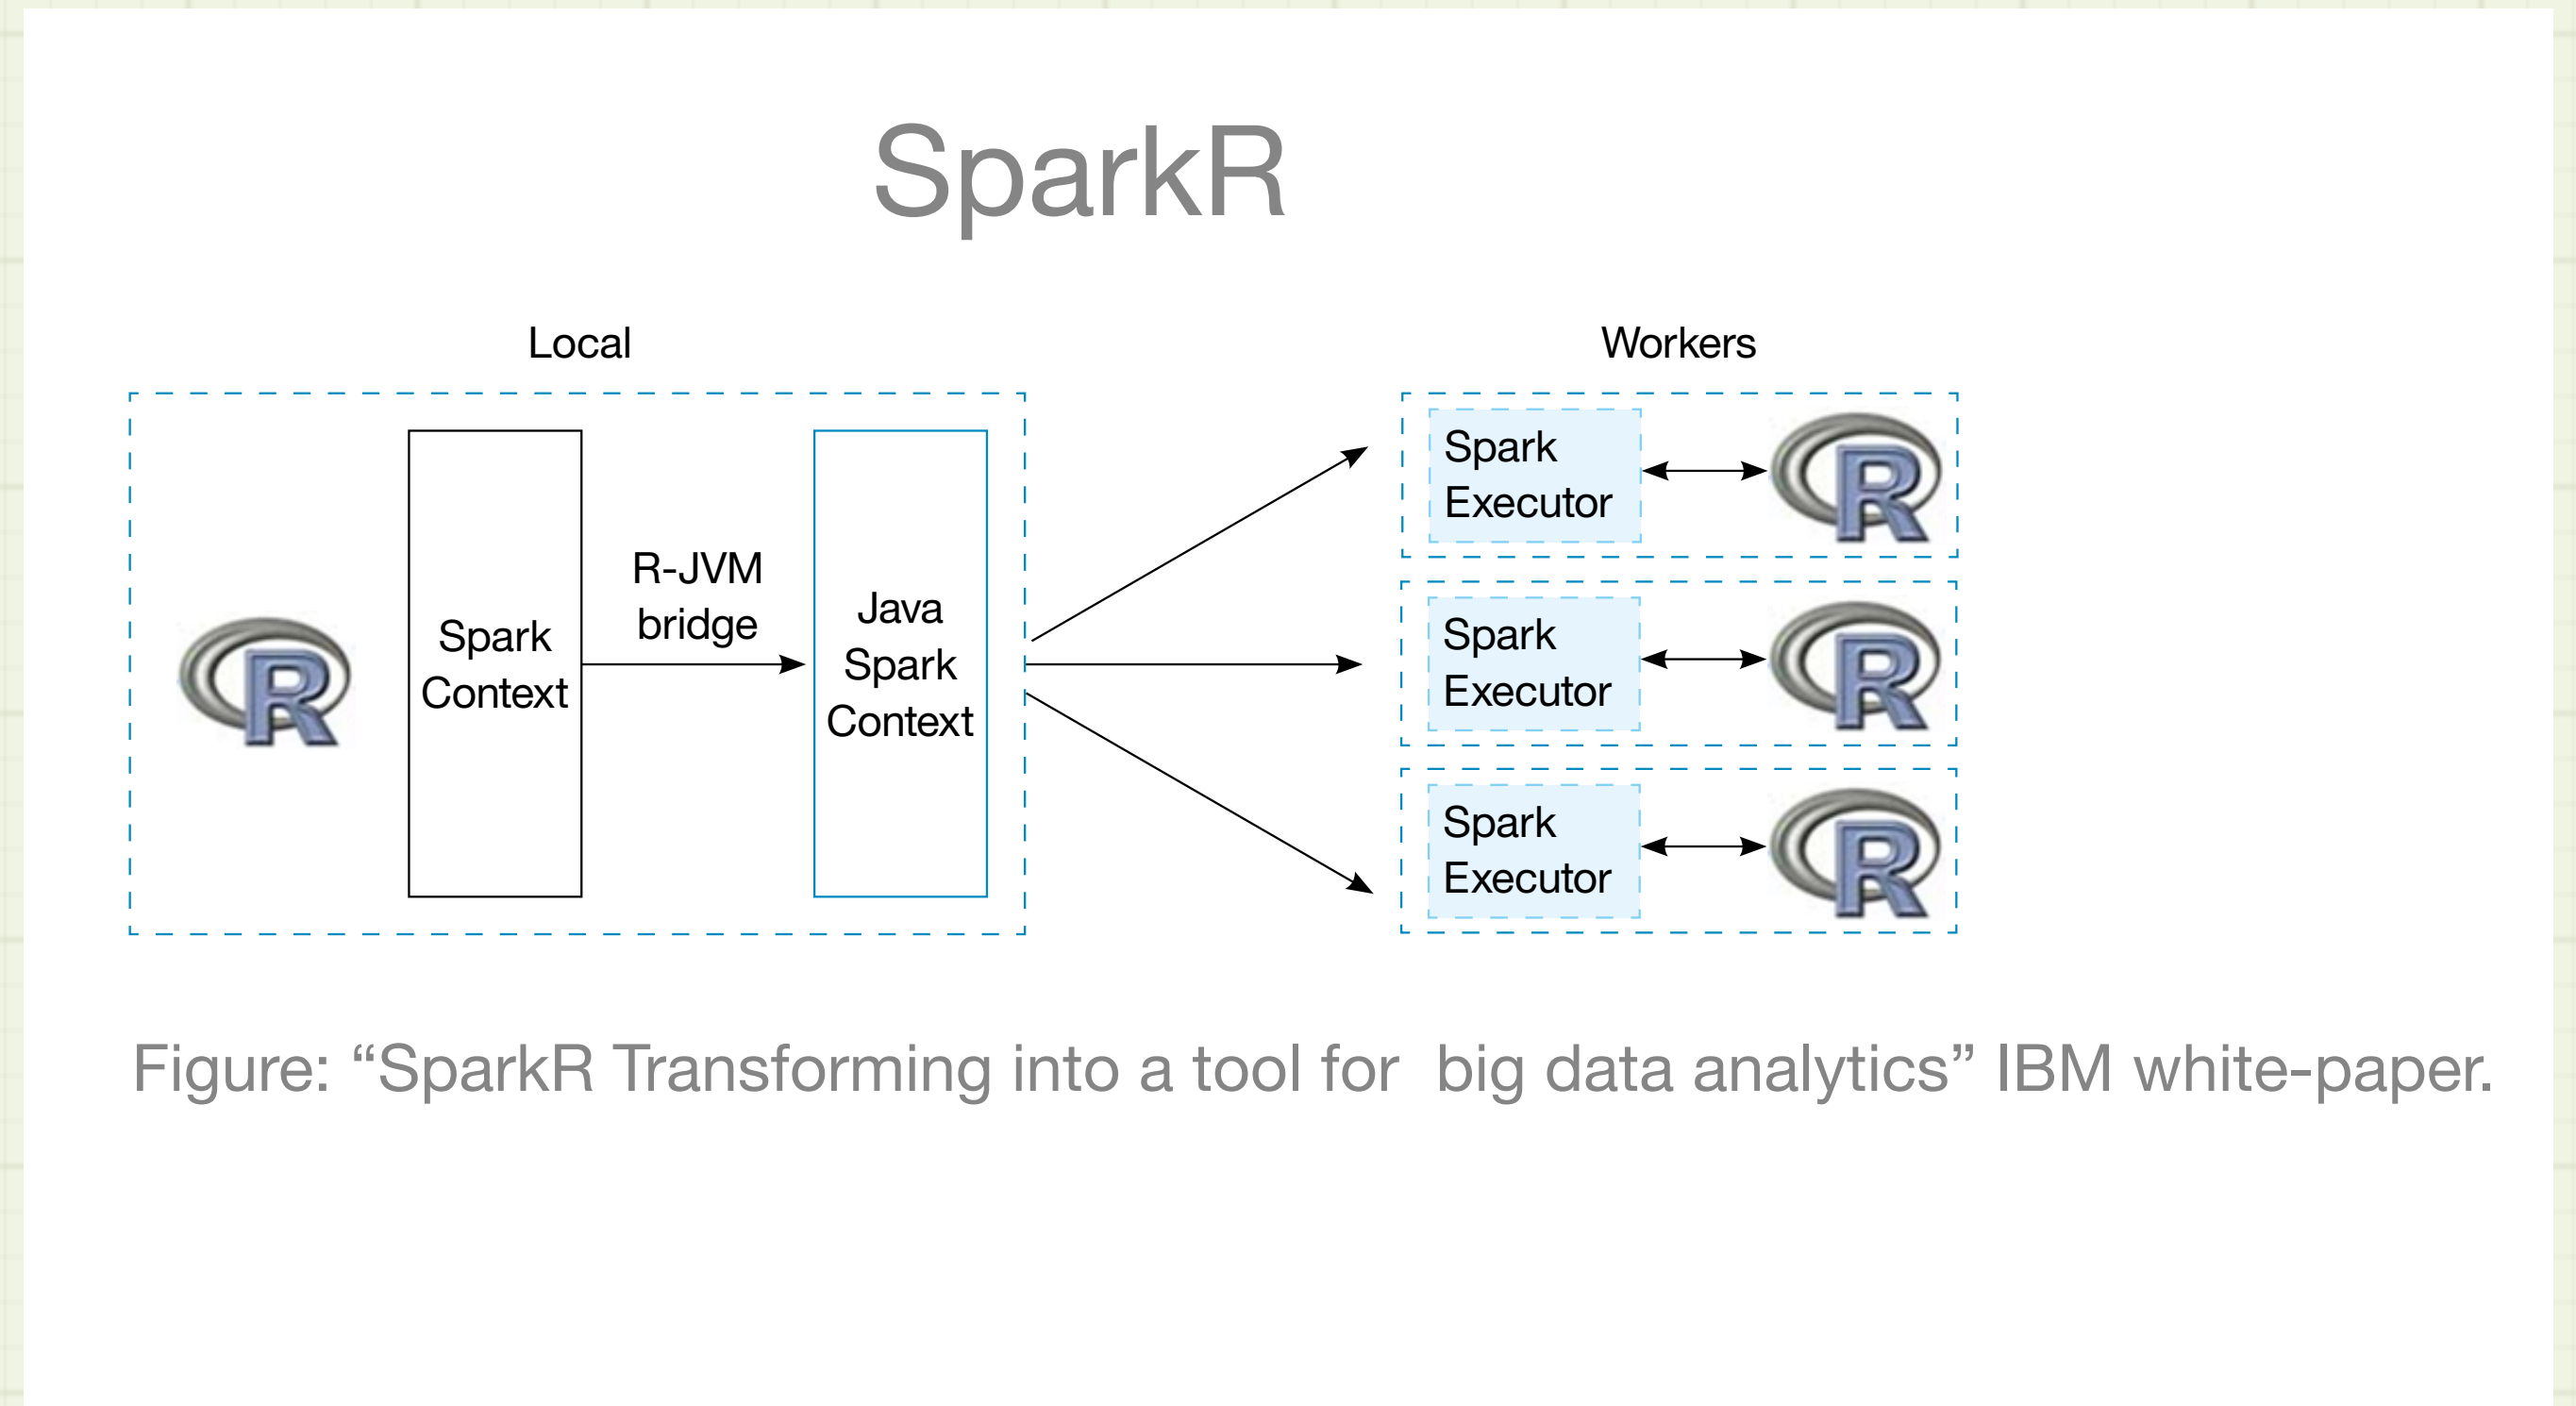 SparkR
Local
Workers
R
Spark
Context
R-JVM
bridge
Java
Spark
Context
Spark
Executor
R
Spark
Executor
R
Spark
Executor
R
Figure: “SparkR Transforming into a tool for  big data analytics” IBM white-paper.